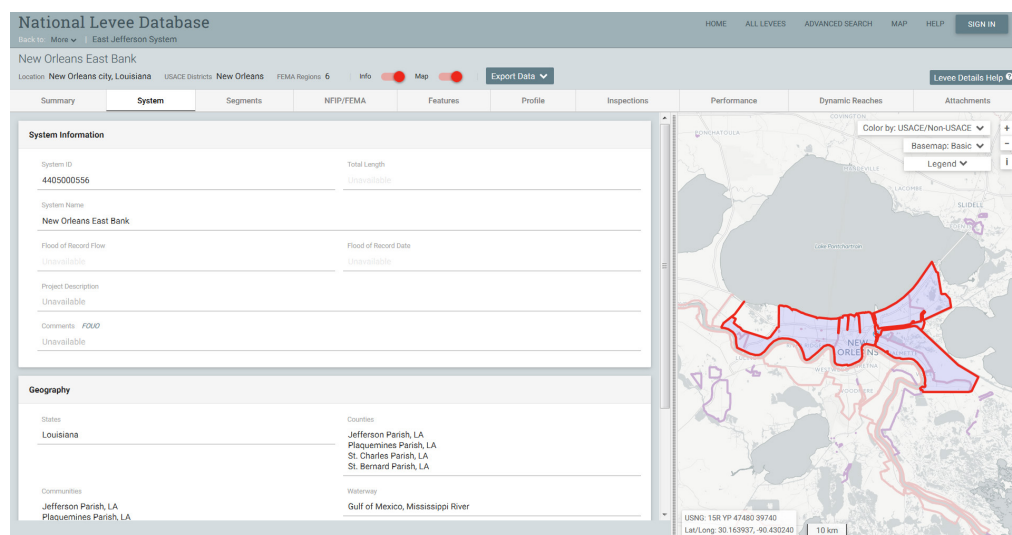 National Levee Database
HOME ALL LEVEES ADVANCED SEARCH MAP HELP SIGN IN
Back to: More East Jefferson System
New Orleans East Bank
Location New Orleans city, Louisiana USACE Districts New Orleans FEMA Regions 6 Info Map Export Data
Levee Details Help ?
Summary System Segments NFIP/FEMA Features Profile Inspections Performance Dynamic Reaches Attachments
System Information
System ID Total Length
4405000556 Unavailable
System Name
New Orleans East Bank
Flood of Record Flow Flood of Record Date
Unavailable Unavailable
Project Description
Unavailable
Comments FOUO
Unavailable
Geography
States Counties
Louisiana Jefferson Parish, LA
Plaquemines Parish, LA
St. Charles Parish, LA
St. Bernard Parish, LA
Communities Waterway
Jefferson Parish, LA Gulf of Mexico, Mississippi River
Plaquemines Parish, LA
COVINGTON
Color by: USACE/Non-USACE +
PONCHATOULA
Basemap: Basic -
Legend i
MANDEVILLE
LACOMBE
SLIDELL
Lake Pontchartrain
NEW
ORLEANS
GRETNA
USNG: 15R YP 47480 39740
Lat/Long: 30.163937, -90.430240 10 km